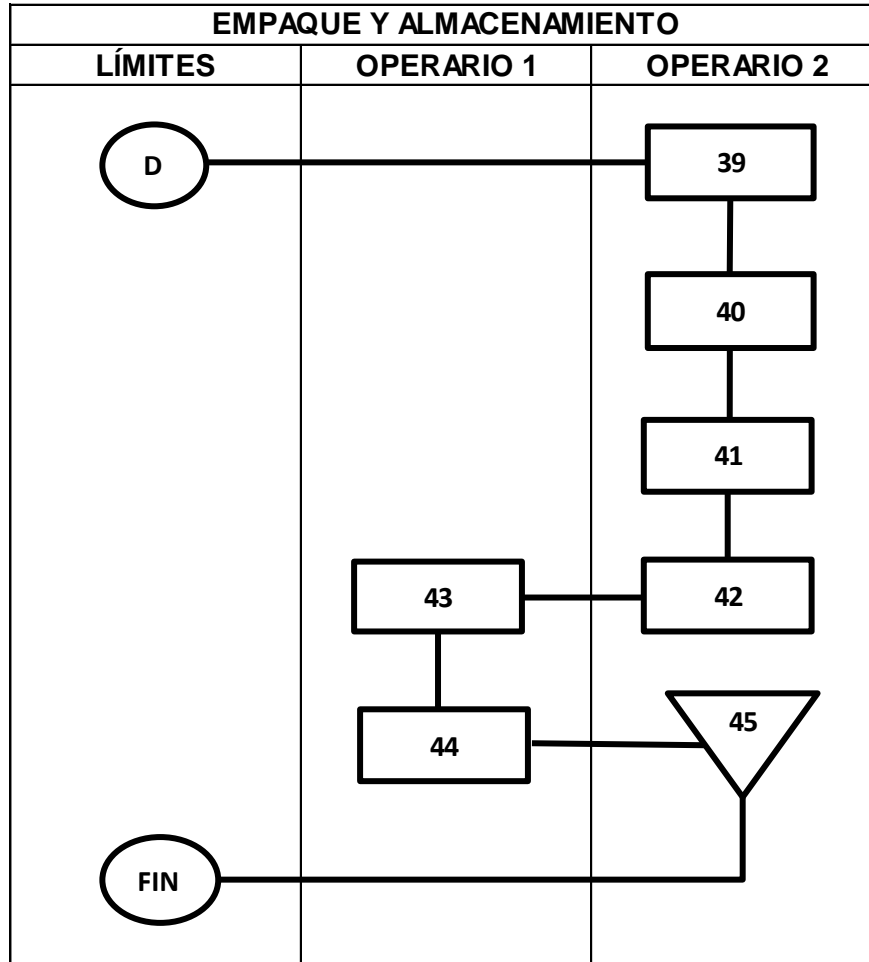 EMPAQUE Y ALMACENAMIENTO
LÍMITES OPERARIO 1 OPERARIO 2
D 39
40
41
43 42
44 45
FIN